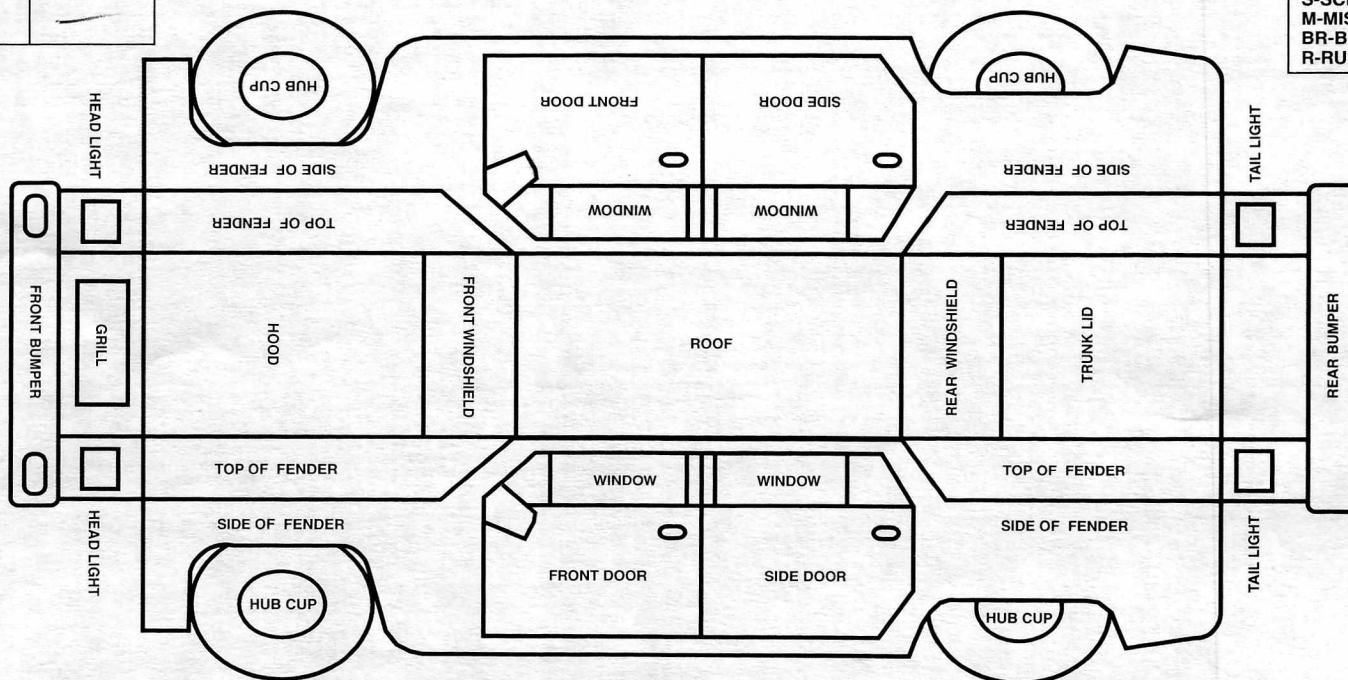 M-MIS
BR-B
R-RU
HUB CUP
HUB CUP
HEAD LIGHT
FRONT DOOR
SIDE DOOR
TAIL LIGHT
SIDE OF FENDER
SIDE OF FENDER
TOP OF FENDER
WINDOW
WINDOW
TOP OF FENDER
FRONT BUMPER
GRILL
HOOD
FRONT WINDSHIELD
ROOF
REAR WINDSHIELD
TRUNK LID
REAR BUMPER
TOP OF FENDER
WINDOW
WINDOW
TOP OF FENDER
SIDE OF FENDER
SIDE OF FENDER
HEAD LIGHT
FRONT DOOR
SIDE DOOR
TAIL LIGHT
HUB CUP
HUB CUP